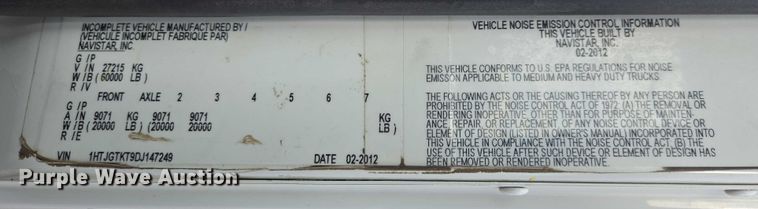 INCOMPLETE VEHICLE MANUFACTURED BY /
(VEHICULE INCOMPLET FABRIQUE PAR)
NAVISTAR, INC.
G / P
V / N 27215 KG
W / B (60000 LB)
R / V
FRONT AXLE 2 3 4 5 6 7
G / P
A / N 9071 9071 9071 KG
W / B (20000 LB) (20000 20000 LB)
R / E
VIN 1HTJGTKT9DJ147249 DATE 02-2012
VEHICLE NOISE EMISSION CONTROL INFORMATION
THIS VEHICLE BUILT BY
NAVISTAR, INC.
02-2012
THIS VEHICLE CONFORMS TO U.S. EPA REGULATIONS FOR NOISE
EMISSON APPLICABLE TO MEDIUM AND HEAVY DUTY TRUCKS.
THE FOLLOWING ACTS OR THE CAUSING THEREOF BY ANY PERSON ARE
PROHIBITED BY THE NOISE CONTROL ACT OF 1972: (A) THE REMOVAL OR
RENDERING INOPERATIVE, OTHER THAN FOR PURPOSE OF MAINTEN-
ANCE, REPAIR, OR REPLACEMENT, OF ANY NOISE CONTROL DEVICE OR
ELEMENT OF DESIGN (LISTED IN OWNER'S MANUAL) INCORPORATED INTO
THIS VEHICLE IN COMPLIANCE WITH THE NOISE CONTROL ACT, (B) THE
USE OF THIS VEHICLE AFTER SUCH DEVICE OR ELEMENT OF DESIGN HAS
BEEN REMOVED OR RENDERED INOPERATIVE.
Purple Wave Auction